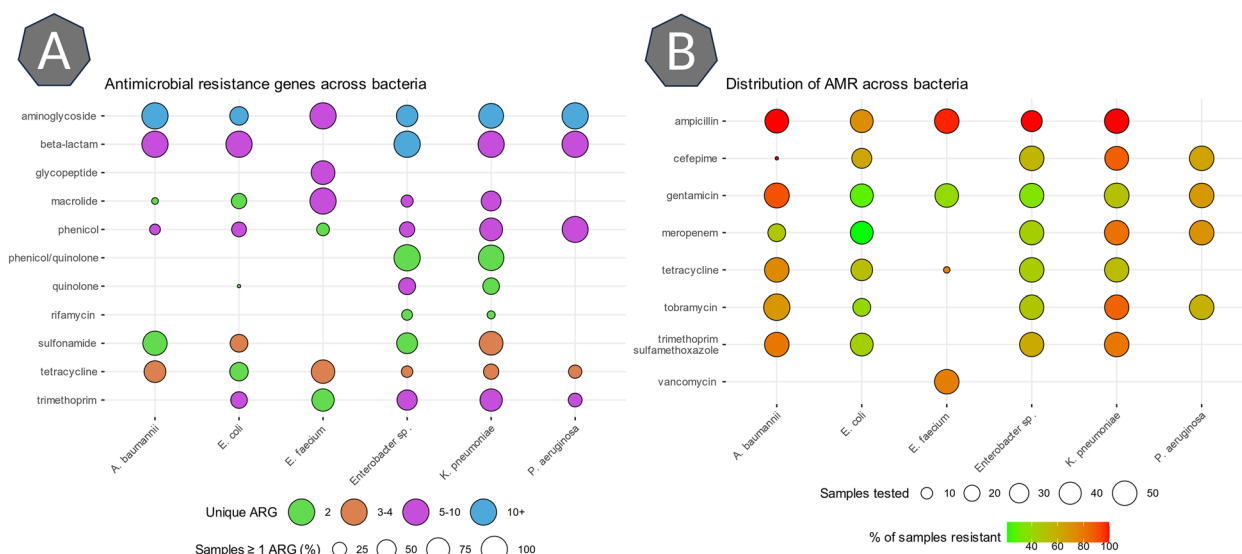 A
Antimicrobial resistance genes across bacteria
aminoglycoside
beta-lactam
glycopeptide
macrolide
phenicol
phenicol/quinolone
quinolone
rifamycin
sulfonamide
tetracycline
trimethoprim
A. baumannii
E. coli
E. faecium
Enterobacter sp.
K. pneumoniae
P. aeruginosa
Unique ARG 2 3-4 5-10 10+
Samples ≥ 1 ARG (%) 25 50 75 100
B
Distribution of AMR across bacteria
ampicillin
cefepime
gentamicin
meropenem
tetracycline
tobramycin
trimethoprim
sulfamethoxazole
vancomycin
A. baumannii
E. coli
E. faecium
Enterobacter sp.
K. pneumoniae
P. aeruginosa
Samples tested 10 20 30 40 50
% of samples resistant
40 60 80 100